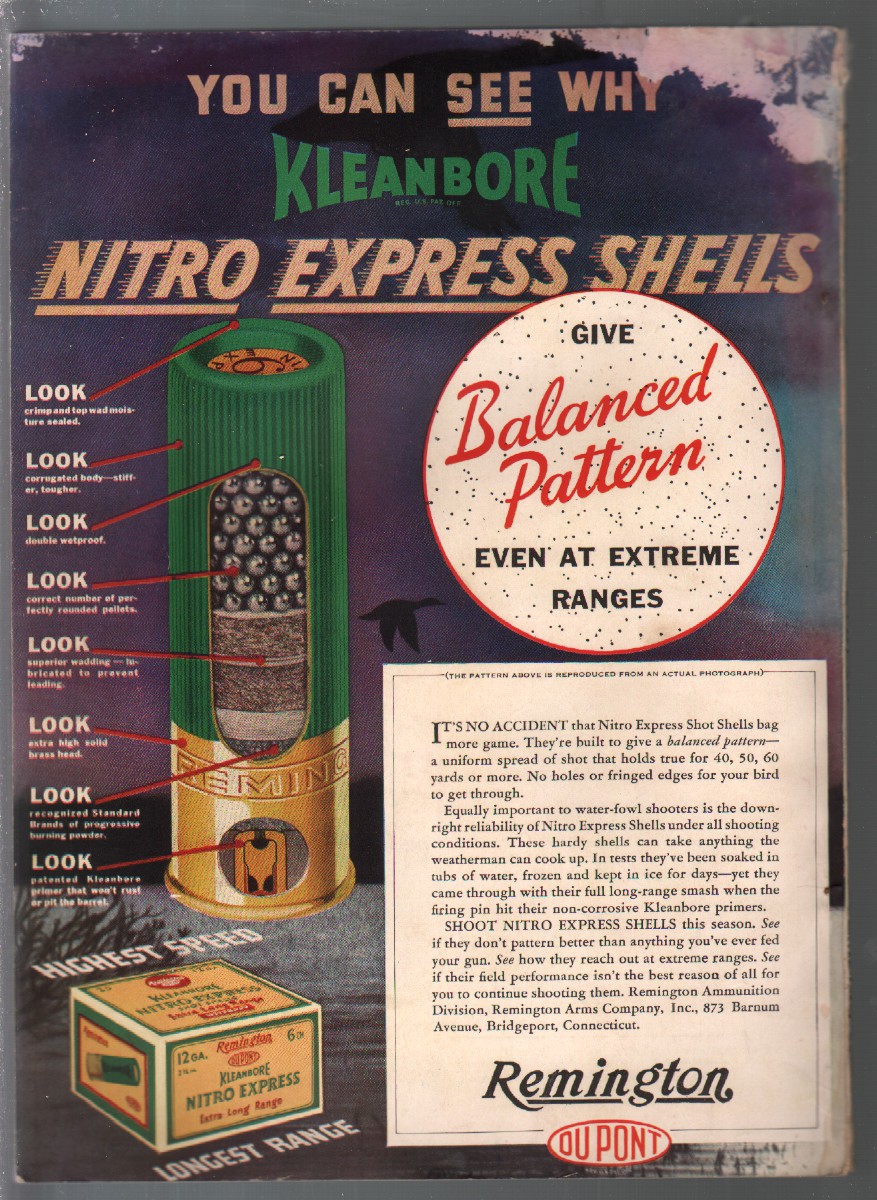 YOU CAN SEE WHY
KLEANBORE
REG. U.S. PAT. OFF.
NITRO EXPRESS SHELLS
GIVE
Balanced
Pattern
EVEN AT EXTREME
RANGES
6
EXP
LOOK
crimp and top wad mois-
ture sealed.
LOOK
corrugated body—stiff-
er, tougher.
LOOK
double wetproof.
LOOK
correct number of per-
fectly rounded pellets.
LOOK
superior wadding — lu-
bricated to prevent
leading.
LOOK
extra high solid
brass head.
LOOK
recognized Standard
Brands of progressive
burning powder.
LOOK
patented Kleanbore
primer that won't rust
or pit the barrel.
REMING
(THE PATTERN ABOVE IS REPRODUCED FROM AN ACTUAL PHOTOGRAPH)
IT'S NO ACCIDENT that Nitro Express Shot Shells bag
more game. They're built to give a balanced pattern—
a uniform spread of shot that holds true for 40, 50, 60
yards or more. No holes or fringed edges for your bird
to get through.
Equally important to water-fowl shooters is the down-
right reliability of Nitro Express Shells under all shooting
conditions. These hardy shells can take anything the
weatherman can cook up. In tests they've been soaked in
tubs of water, frozen and kept in ice for days—yet they
came through with their full long-range smash when the
firing pin hit their non-corrosive Kleanbore primers.
SHOOT NITRO EXPRESS SHELLS this season. See
if they don't pattern better than anything you've ever fed
your gun. See how they reach out at extreme ranges. See
if their field performance isn't the best reason of all for
you to continue shooting them. Remington Ammunition
Division, Remington Arms Company, Inc., 873 Barnum
Avenue, Bridgeport, Connecticut.
Remington
DU PONT
HIGHEST SPEED
25
KLEANBORE
NITRO EXPRESS
Extra Long Range
12 GA.
Remington
6 CH
DUPONT
KLEANBORE
NITRO EXPRESS
Extra Long Range
LONGEST RANGE